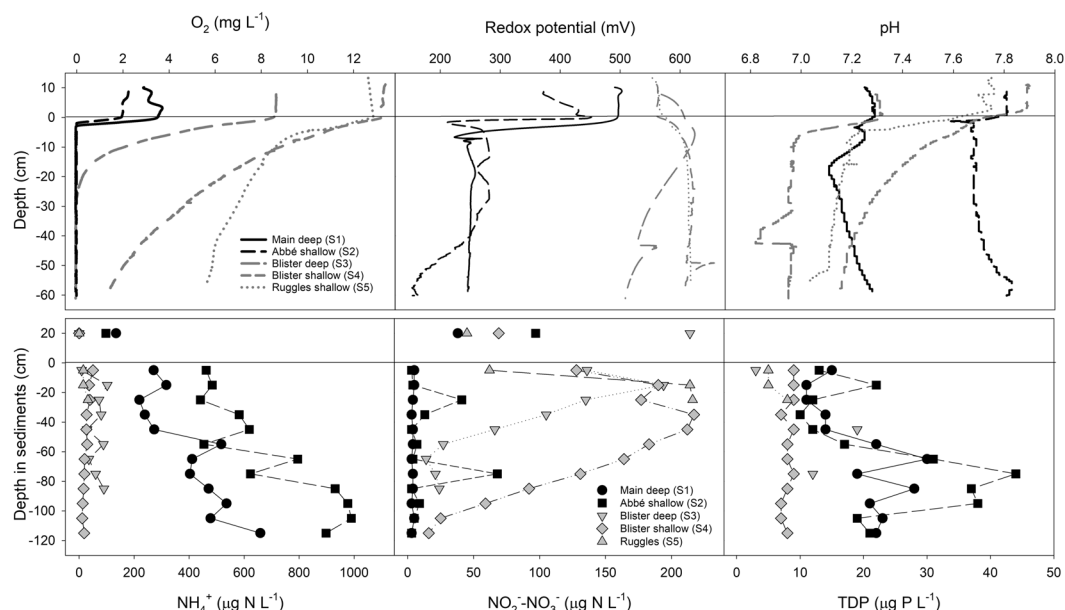 O₂ (mg L⁻¹)
Redox potential (mV)
pH
0 2 4 6 8 10 12
200 300 400 500 600
6.8 7.0 7.2 7.4 7.6 7.8 8.0
Depth (cm)
10
0
-10
-20
-30
-40
-50
-60
Main deep (S1)
Abbé shallow (S2)
Blister deep (S3)
Blister shallow (S4)
Ruggles shallow (S5)
Depth in sediments (cm)
20
0
-20
-40
-60
-80
-100
-120
Main deep (S1)
Abbé shallow (S2)
Blister deep (S3)
Blister shallow (S4)
Ruggles (S5)
0 200 400 600 800 1000
0 50 100 150 200
0 10 20 30 40 50
NH₄⁺ (µg N L⁻¹)
NO₂⁻-NO₃⁻ (µg N L⁻¹)
TDP (µg P L⁻¹)